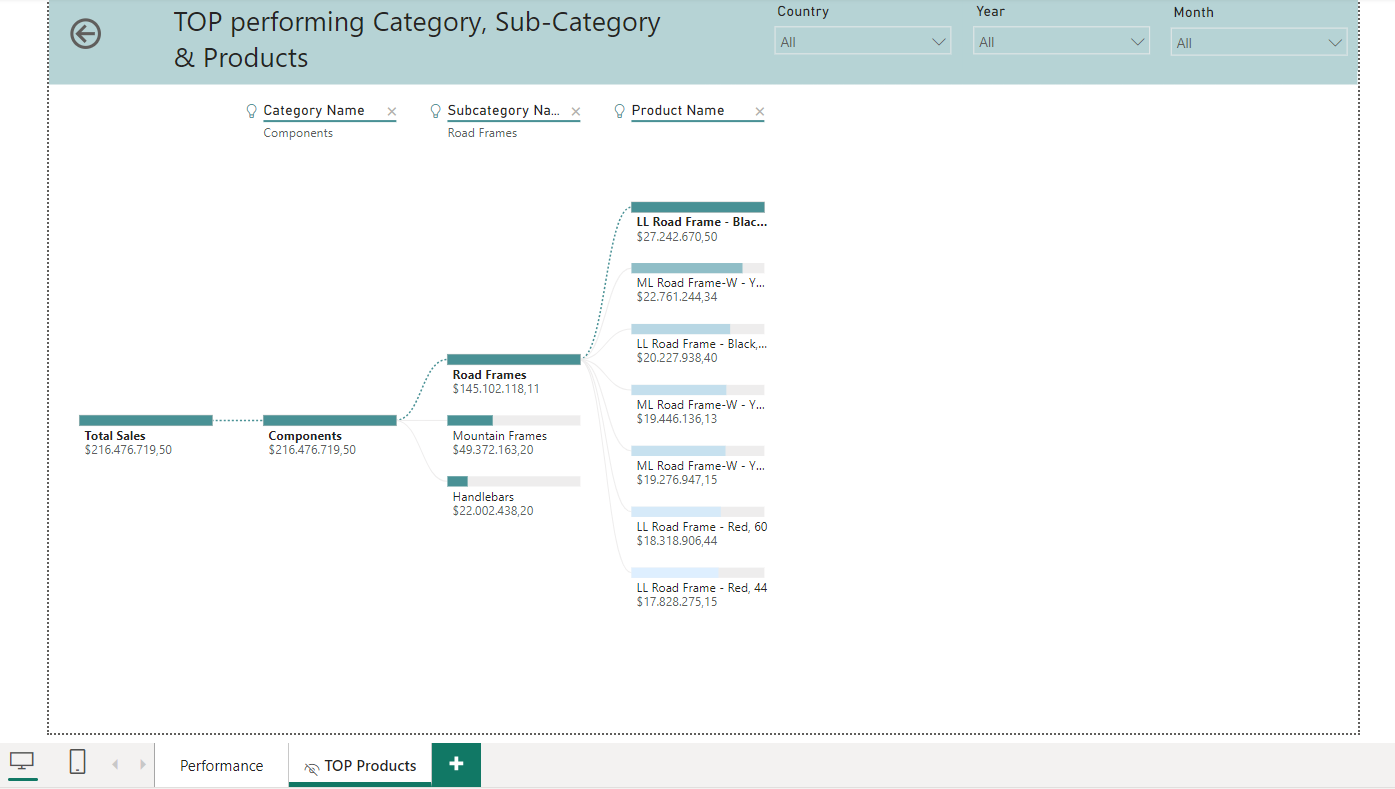 TOP performing Category, Sub-Category
& Products
Country
Year
Month
All
All
All
Category Name
Subcategory Na...
Product Name
Components
Road Frames
LL Road Frame - Blac...
$27.242.670,50
ML Road Frame-W - Y...
$22.761.244,34
LL Road Frame - Black,...
$20.227.938,40
Road Frames
$145.102.118,11
ML Road Frame-W - Y...
$19.446.136,13
Total Sales
$216.476.719,50
Components
$216.476.719,50
Mountain Frames
$49.372.163,20
ML Road Frame-W - Y...
$19.276.947,15
Handlebars
$22.002.438,20
LL Road Frame - Red, 60
$18.318.906,44
LL Road Frame - Red, 44
$17.828.275,15
Performance
TOP Products